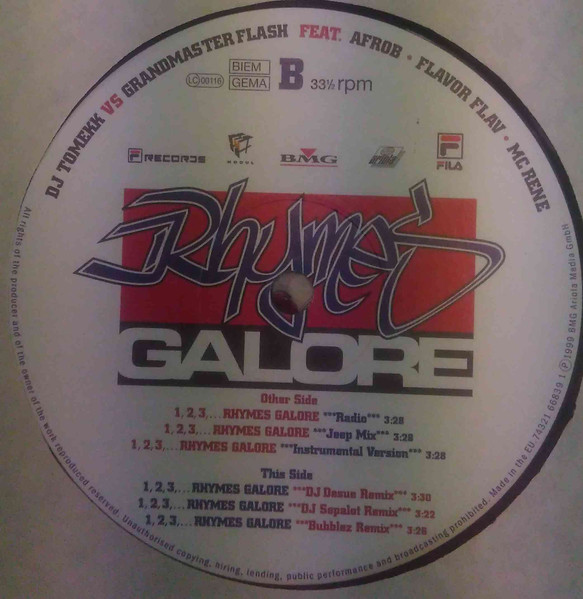 DJ TOMEKK VS GRANDMASTER FLASH FEAT. AFROB • FLAVOR FLAV • MC RENE
LC 00116
BIEM
GEMA
B
33⅓ rpm
F RECORDS
BMG
FILA
Rhymes
GALORE
Other Side
1, 2, 3,... RHYMES GALORE ***Radio*** 3:28
1, 2, 3,... RHYMES GALORE ***Jeep Mix*** 3:28
1, 2, 3,... RHYMES GALORE ***Instrumental Version*** 3:28
This Side
1, 2, 3,... RHYMES GALORE ***DJ Desue Remix*** 3:30
1, 2, 3,... RHYMES GALORE ***DJ Sepalot Remix*** 3:22
1, 2, 3,... RHYMES GALORE ***Bubblez Remix*** 3:26
All rights of the producer and of the owner of the work reproduced reserved. Unauthorised copying, hiring, lending, public performance and broadcasting prohibited. Made in the EU. 74321 66839 1 ℗ 1999 BMG Ariola Media GmbH